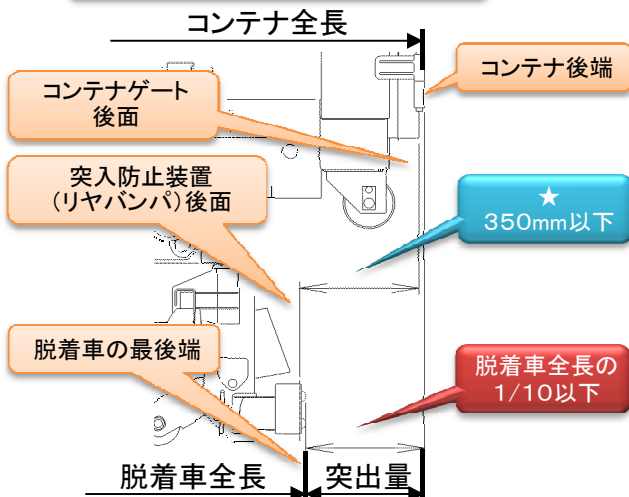 コンテナ全長
コンテナ後端
コンテナゲート
後面
突入防止装置
(リヤバンパ)後面
★
350mm以下
脱着車の最後端
脱着車全長の
1/10以下
脱着車全長
突出量